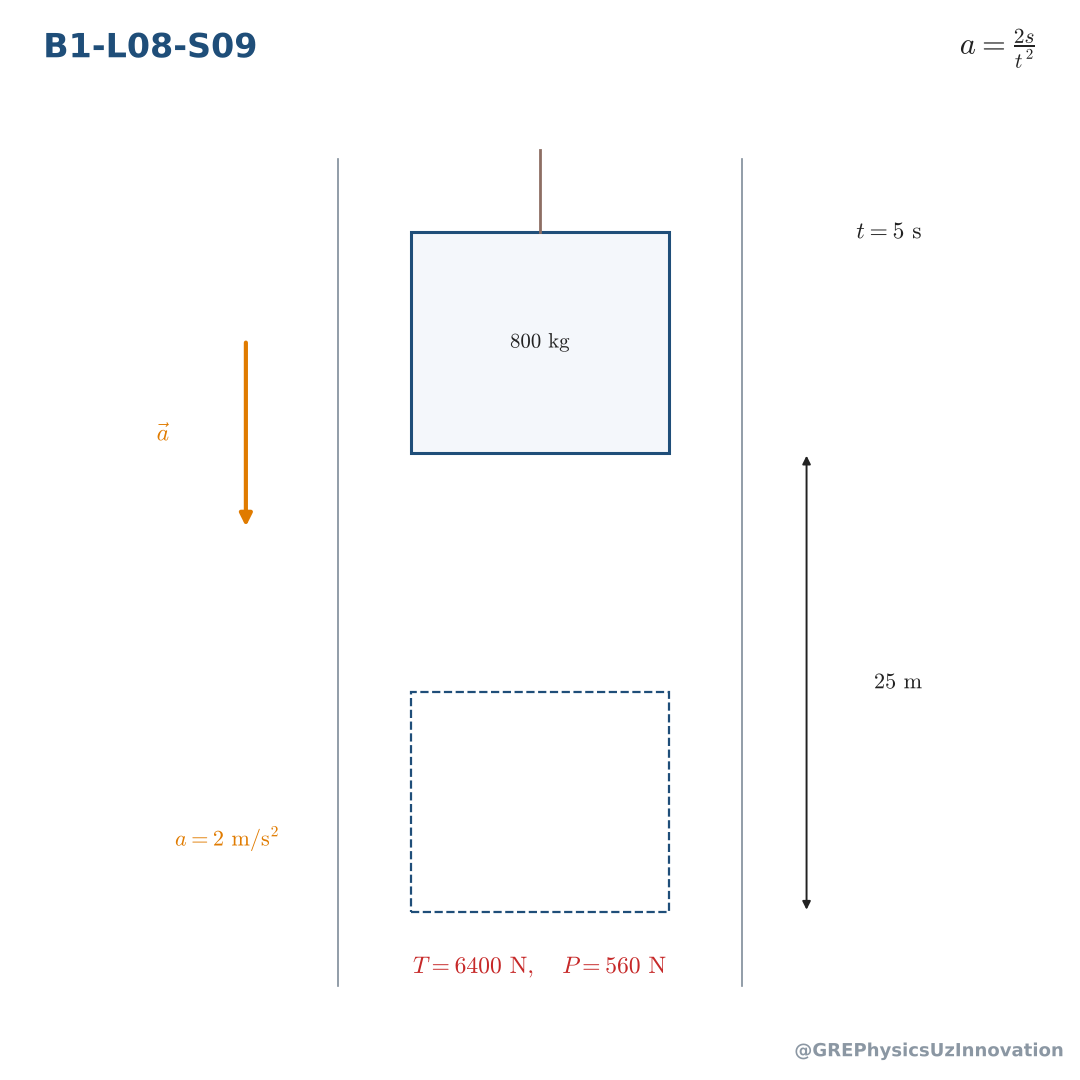 B1-L08-S09
a = 2s/t²
t = 5 s
800 kg
a⃗
25 m
a = 2 m/s²
T = 6400 N, P = 560 N
@GREPhysicsUzInnovation